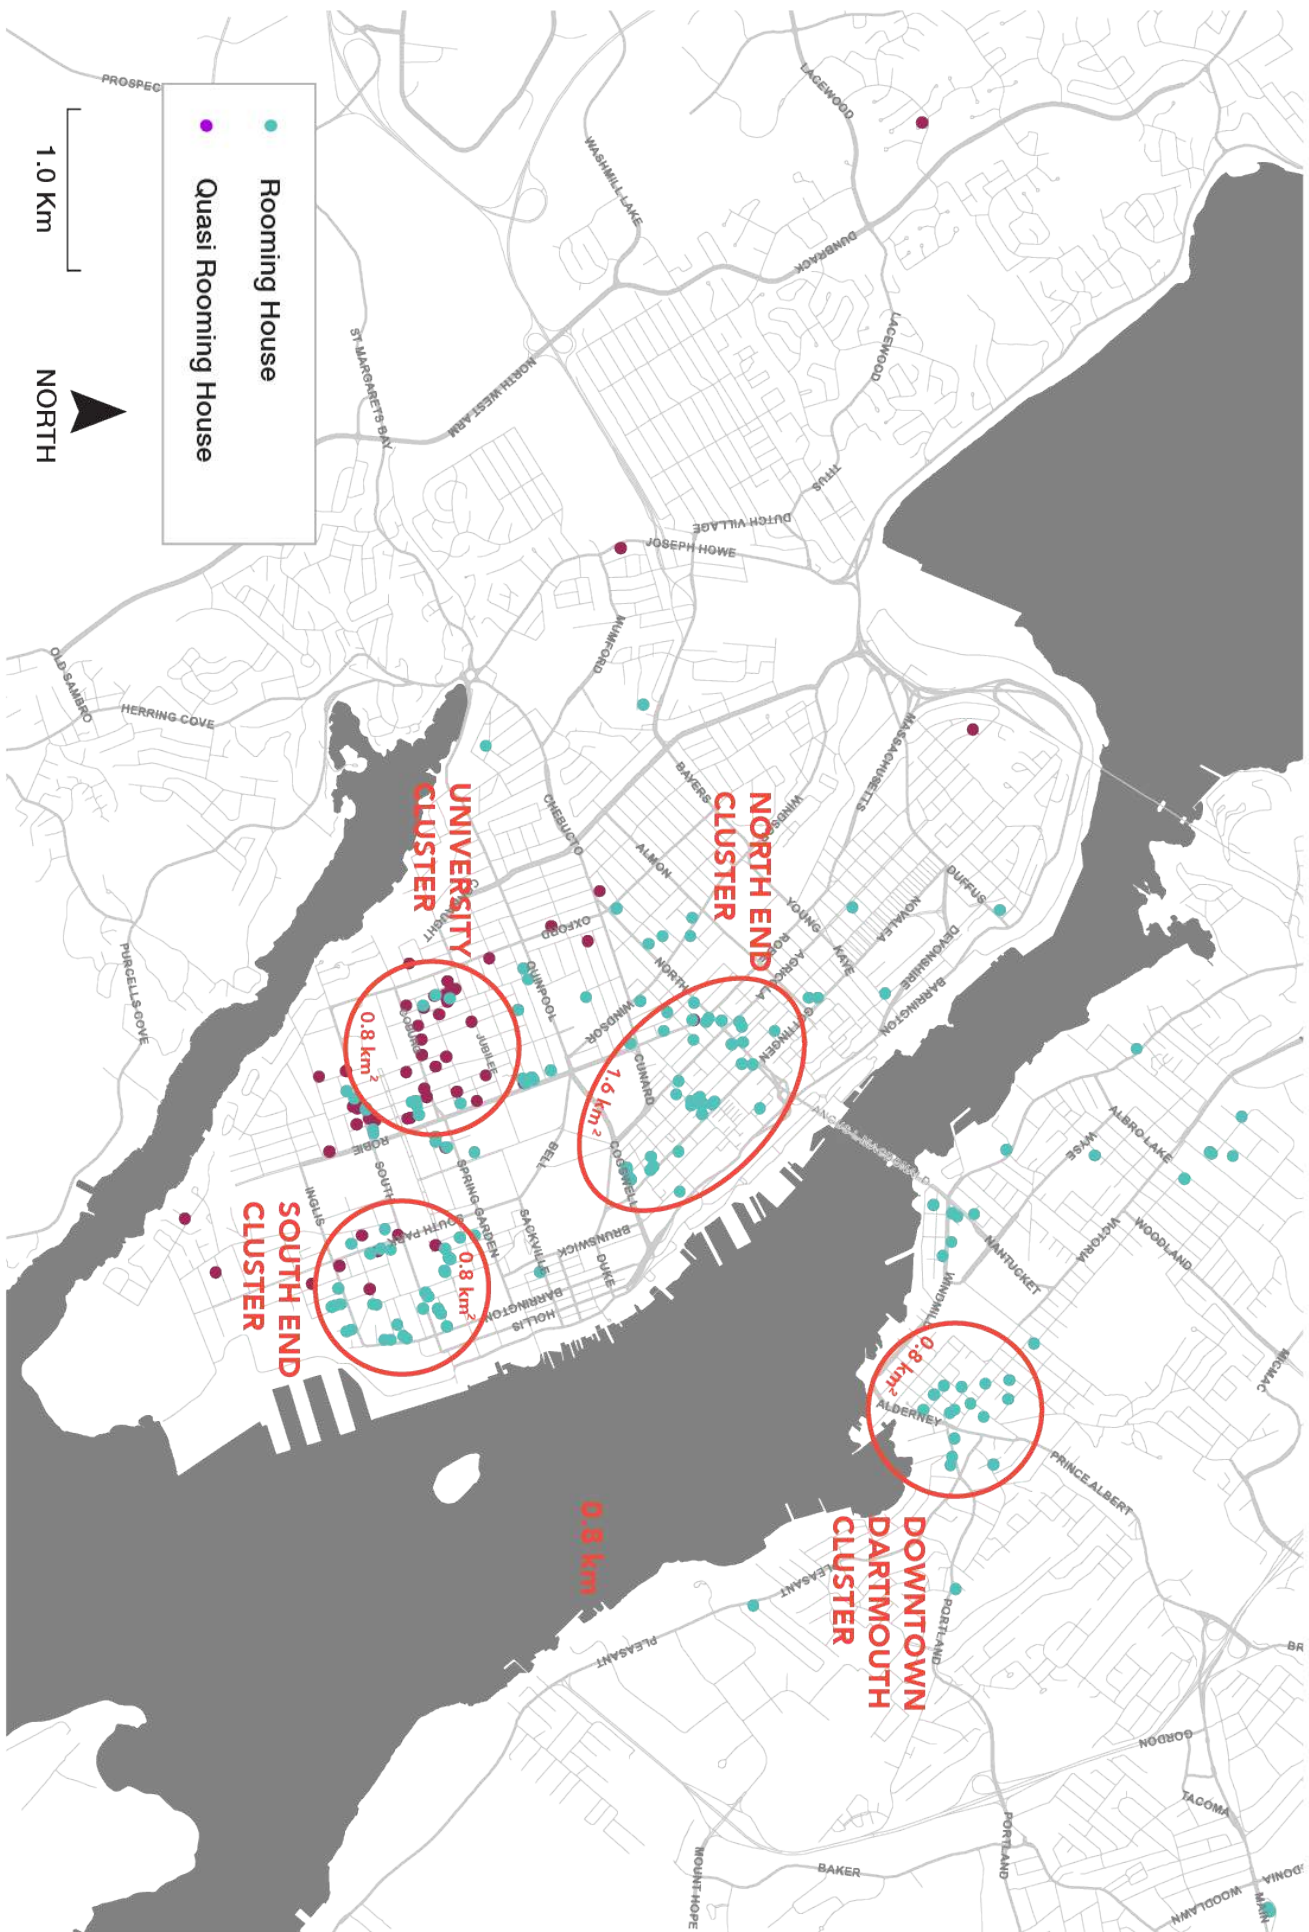 Rooming House
Quasi Rooming House
1.0 Km
NORTH
PROSPEC
LACEWOOD
WASHMILL LAKE
DUNBRACK
LACEWOOD
ST MARGARETS BAY
NORTH WEST ARM
TITUS
DUTCH VILLAGE
JOSEPH HOWE
MUMFORD
OLD SAMBRO
HERRING COVE
PURCELLS COVE
MASSACHUSETTS
BAYERS
WINDSOR
CHEBUCTO
ALMON
DUFFUS
YOUNG
NOVALEA
DEVONSHIRE
KAYE
BARRINGTON
OXFORD
NORTH
QUINPOOL
WINDSOR
GOTTINGEN
CUNARD
JUBILEE
ROBIE
SOUTH
BELL
COGSWELL
INGLIS
SPRING GARDEN
SOUTH PARK
SACKVILLE
BRUNSWICK
DUKE
BARRINGTON
HOLLIS
ALBRO LAKE
WYSE
VICTORIA
WOODLAND
NANTUCKET
WINDMILL
MICMAC
ALDERNEY
PRINCE ALBERT
PLEASANT
PLEASANT
PORTLAND
GORDON
TACOMA
PORTLAND
BAKER
MOUNT HOPE
WOODLAWN
MAIN
DONIA
BR
UNIVERSITY
CLUSTER
0.8 km²
NORTH END
CLUSTER
1.6 km²
SOUTH END
CLUSTER
0.8 km²
DOWNTOWN
DARTMOUTH
CLUSTER
0.8 km²
0.8 km